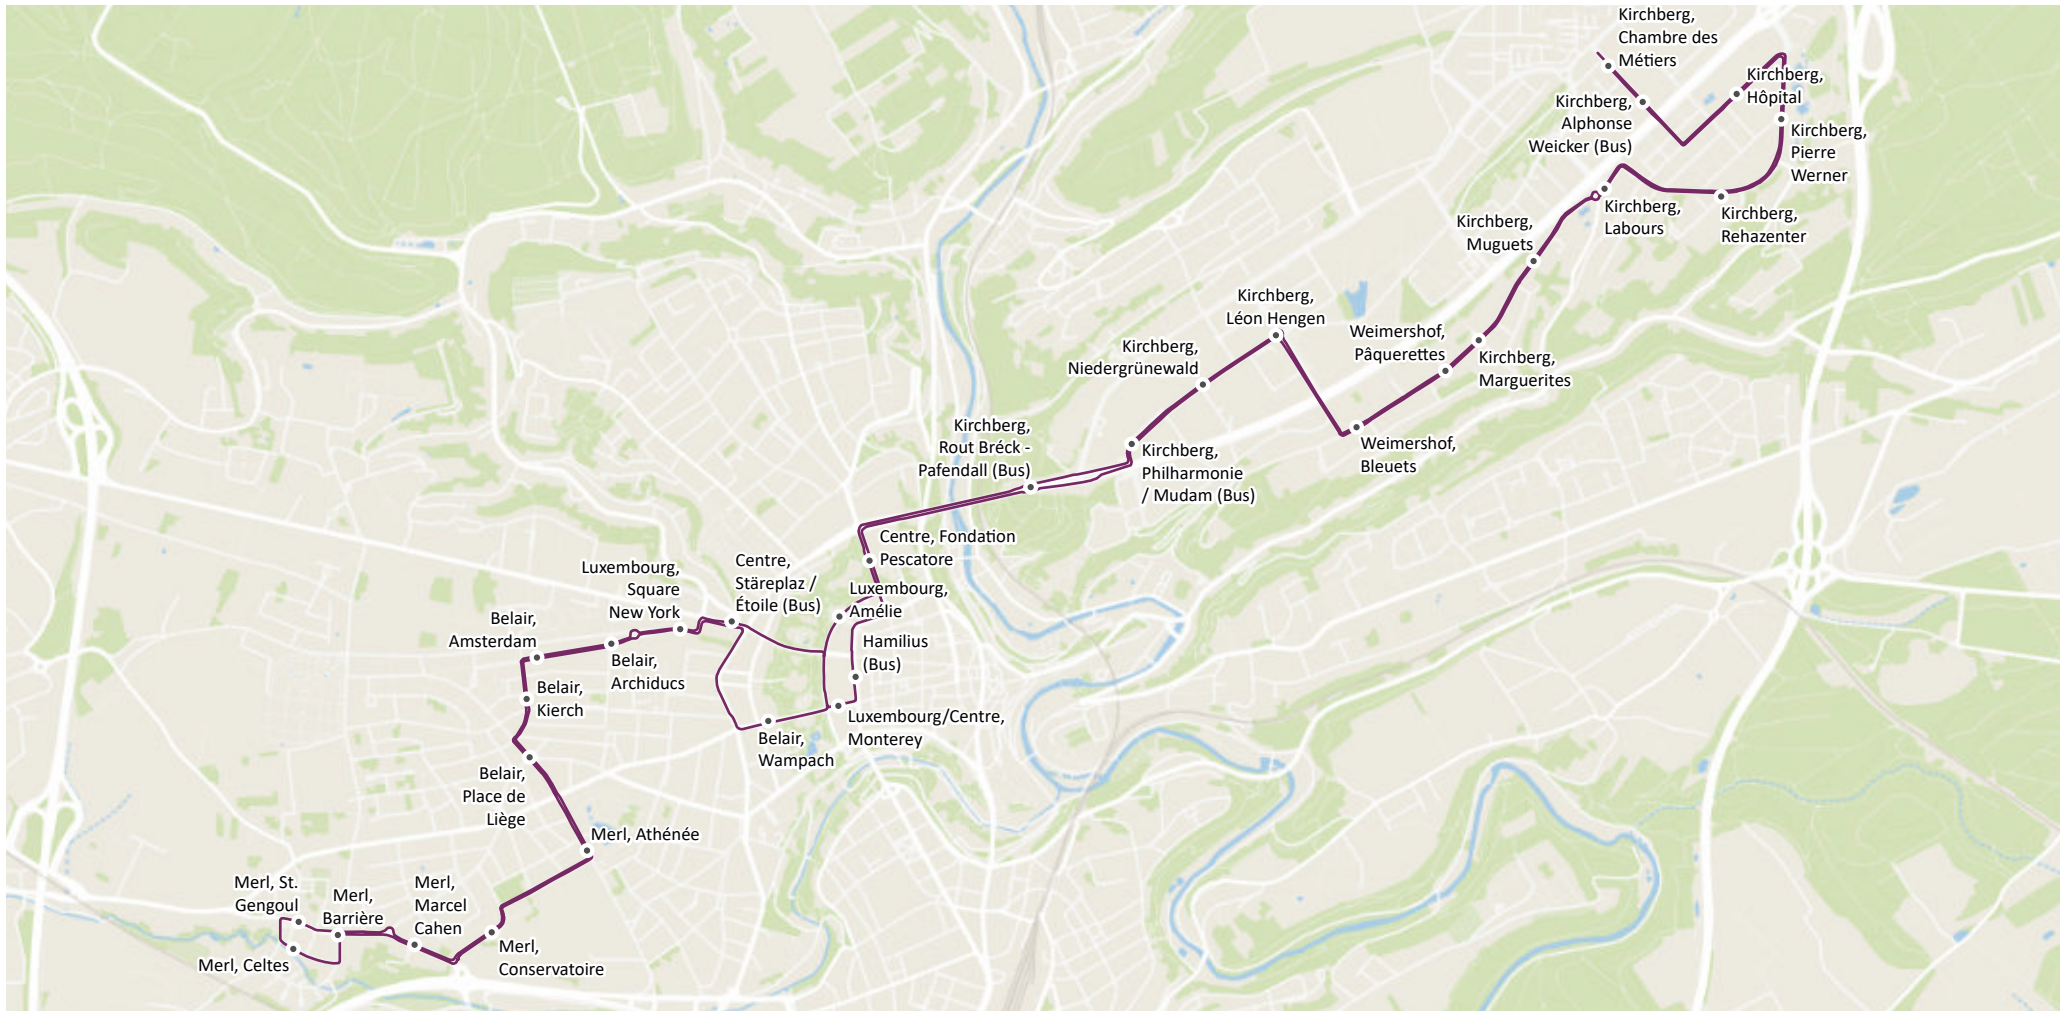 Kirchberg,
Chambre des
Métiers
Kirchberg,
Hôpital
Kirchberg,
Alphonse
Weicker (Bus)
Kirchberg,
Pierre
Werner
Kirchberg,
Labours
Kirchberg,
Rehazenter
Kirchberg,
Muguets
Kirchberg,
Léon Hengen
Weimershof,
Pâquerettes
Kirchberg,
Niedergrünewald
Kirchberg,
Marguerites
Kirchberg,
Rout Bréck -
Pafendall (Bus)
Kirchberg,
Philharmonie
/ Mudam (Bus)
Weimershof,
Bleuets
Centre, Fondation
Pescatore
Centre,
Stäreplaz /
Étoile (Bus)
Luxembourg,
Square
New York
Luxembourg,
Amélie
Belair,
Amsterdam
Hamilius
(Bus)
Belair,
Archiducs
Belair,
Kierch
Luxembourg/Centre,
Monterey
Belair,
Wampach
Belair,
Place de
Liège
Merl, Athénée
Merl, St.
Gengoul
Merl,
Barrière
Merl,
Marcel
Cahen
Merl,
Conservatoire
Merl, Celtes